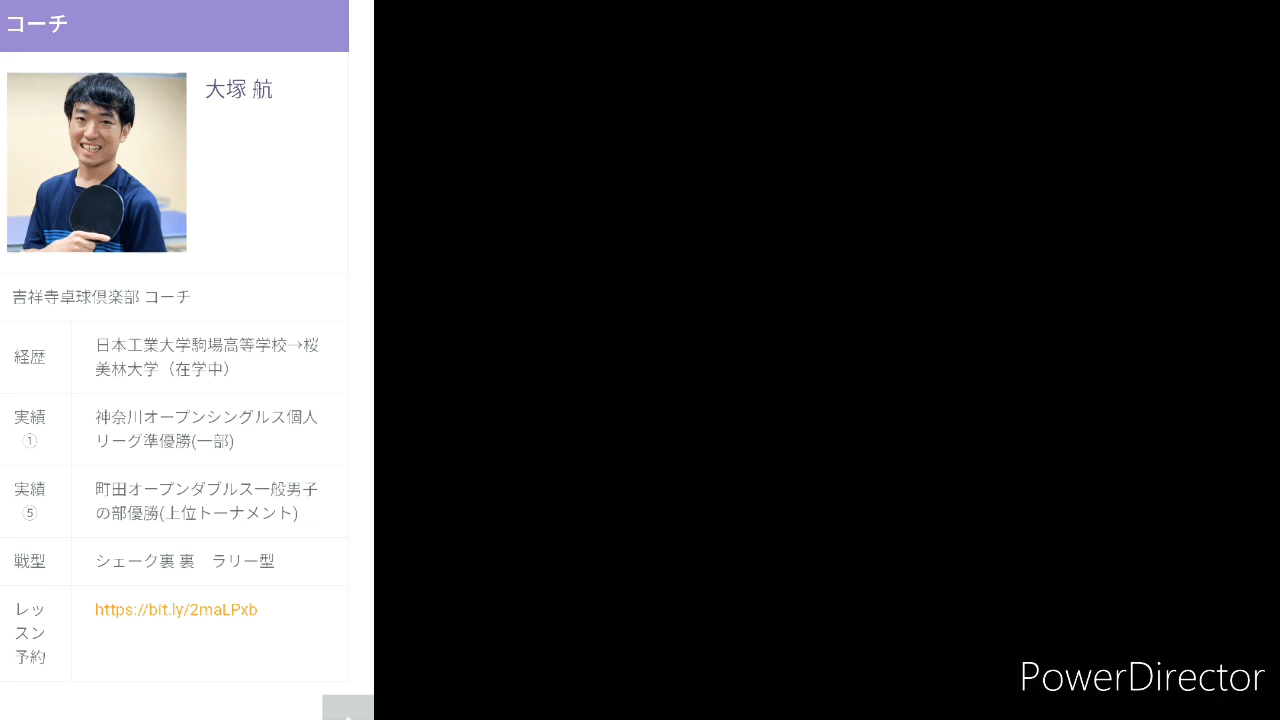 コーチ
大塚 航
吉祥寺卓球倶楽部 コーチ
経歴
日本工業大学駒場高等学校→桜
美林大学（在学中）
実績
①
神奈川オープンシングルス個人
リーグ準優勝(一部)
実績
⑤
町田オープンダブルス一般男子
の部優勝(上位トーナメント)
戦型
シェーク裏 裏　ラリー型
レッ
スン
予約
https://bit.ly/2maLPxb
PowerDirector